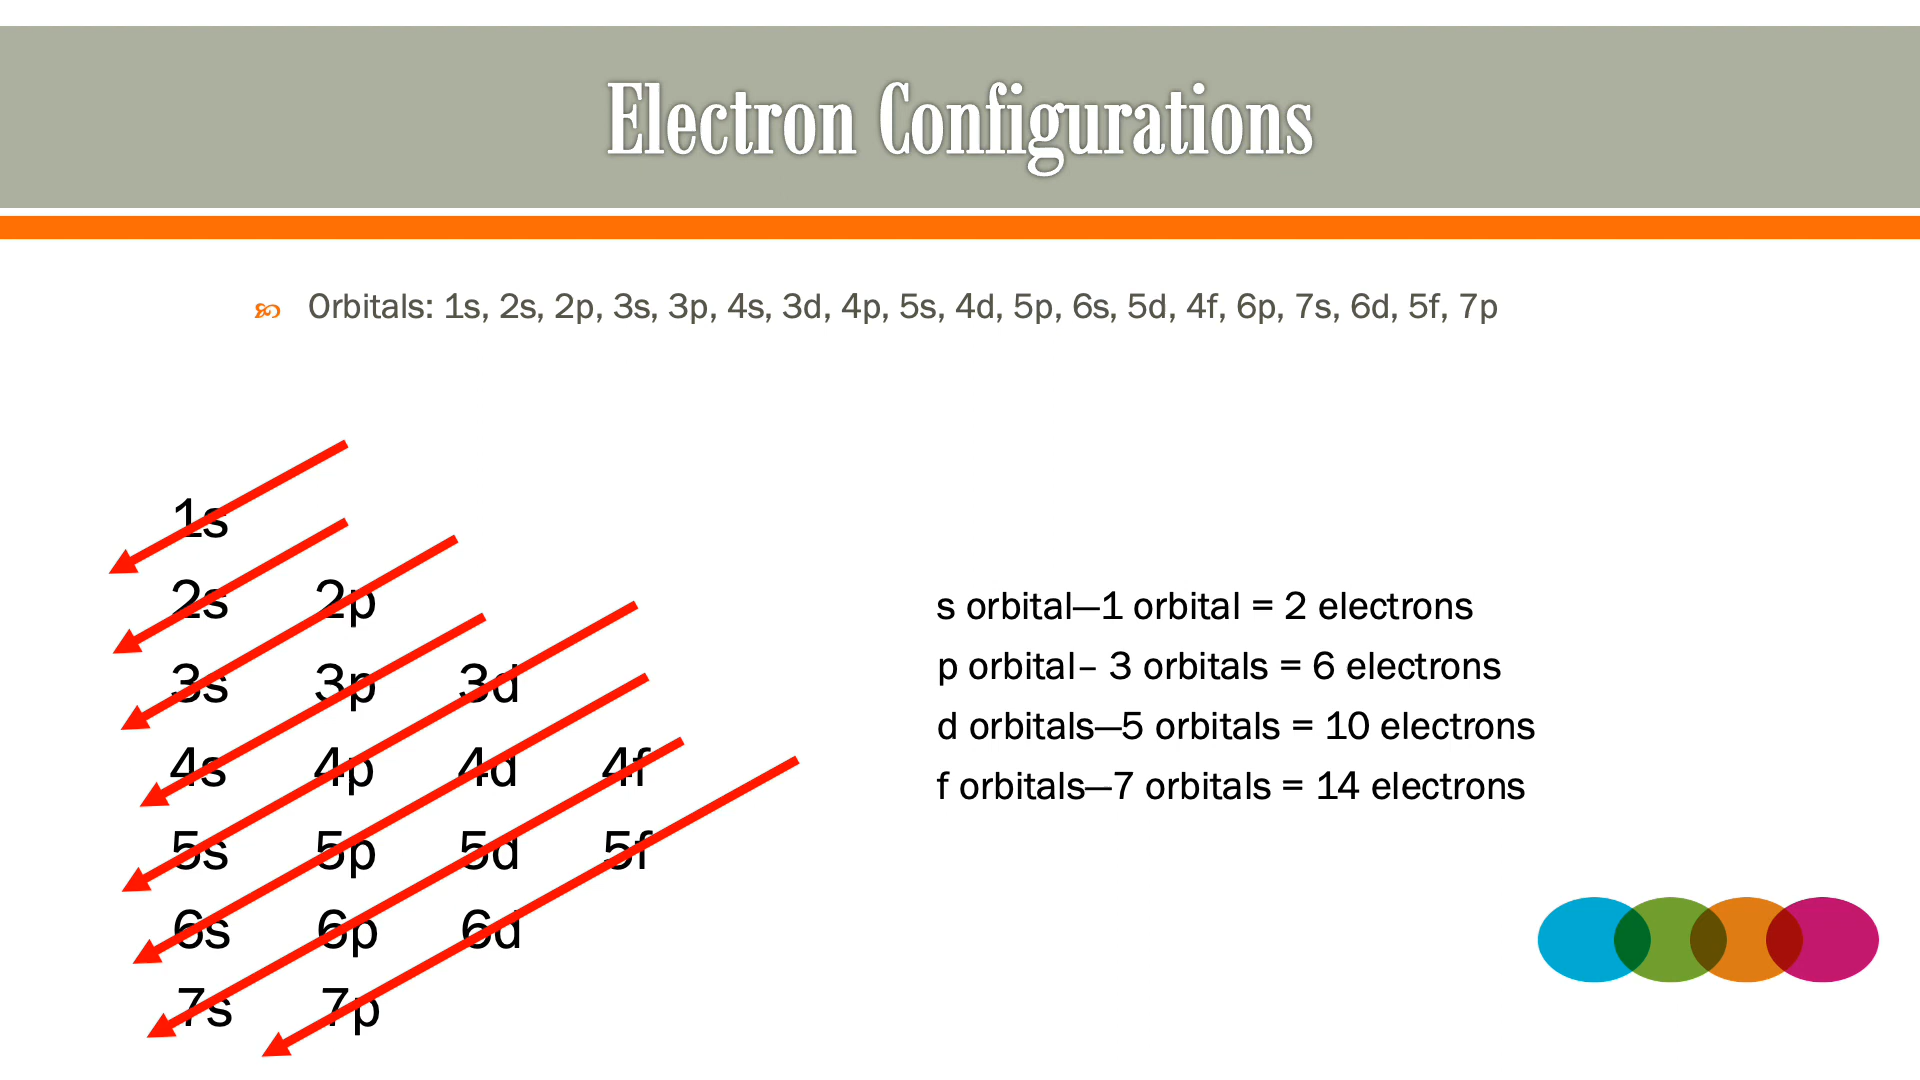 Electron Configurations
Orbitals: 1s, 2s, 2p, 3s, 3p, 4s, 3d, 4p, 5s, 4d, 5p, 6s, 5d, 4f, 6p, 7s, 6d, 5f, 7p
1s
2s 2p
3s 3p 3d
4s 4p 4d 4f
5s 5p 5d 5f
6s 6p 6d
7s 7p
s orbital—1 orbital = 2 electrons
p orbital– 3 orbitals = 6 electrons
d orbitals—5 orbitals = 10 electrons
f orbitals—7 orbitals = 14 electrons